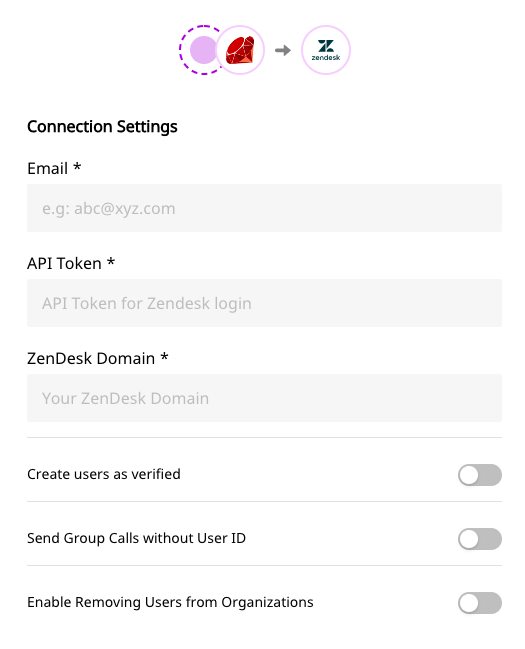 zendesk
Connection Settings
Email *
e.g: abc@xyz.com
API Token *
API Token for Zendesk login
ZenDesk Domain *
Your ZenDesk Domain
Create users as verified
Send Group Calls without User ID
Enable Removing Users from Organizations